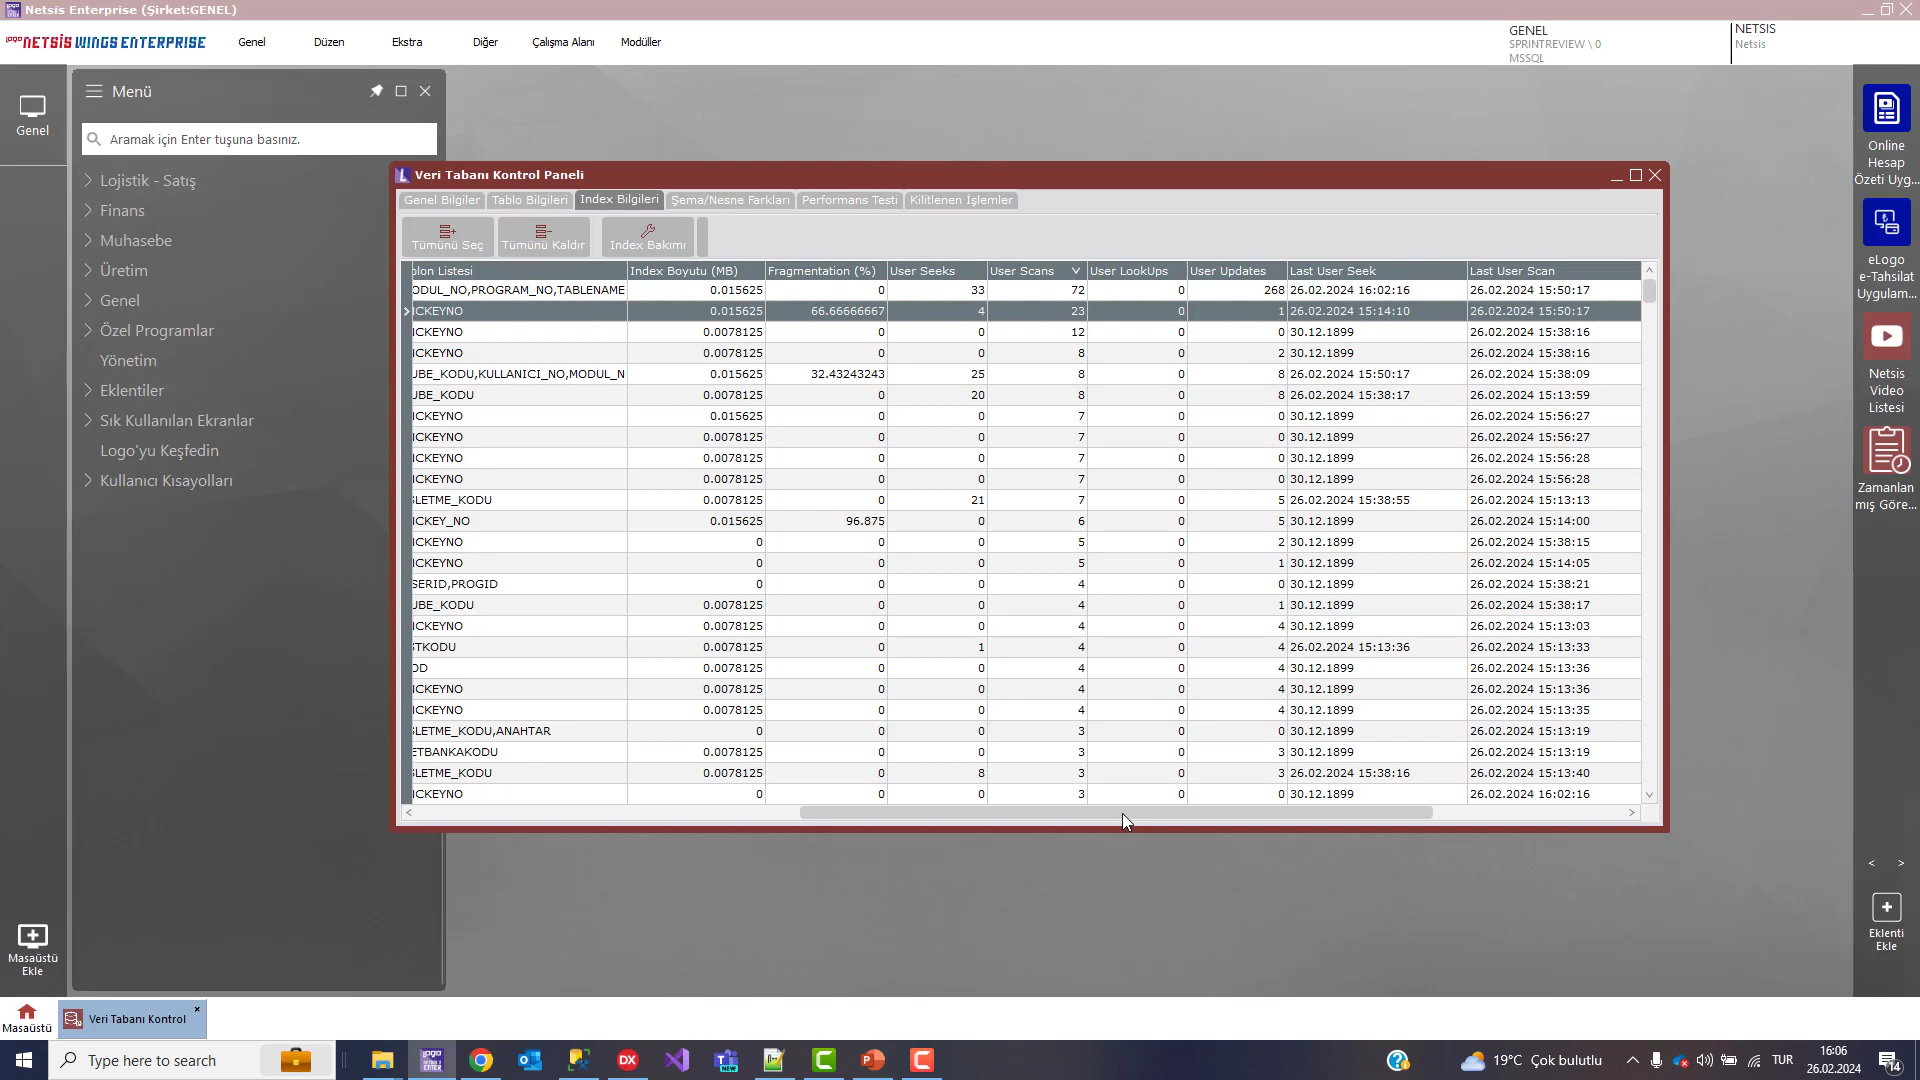 Netsis Enterprise (Şirket:GENEL)
logo NETSİS WINGS ENTERPRISE
Genel Düzen Ekstra Diğer Çalışma Alanı Modüller
GENEL
SPRINTREVIEW \ 0
MSSQL
NETSIS
Netsis
Genel
Menü
Aramak için Enter tuşuna basınız.
Lojistik - Satış
Finans
Muhasebe
Üretim
Genel
Özel Programlar
Yönetim
Eklentiler
Sık Kullanılan Ekranlar
Logo'yu Keşfedin
Kullanıcı Kısayolları
Masaüstü
Ekle
Veri Tabanı Kontrol Paneli
Genel Bilgiler Tablo Bilgileri Index Bilgileri Şema/Nesne Farkları Performans Testi Kilitlenen İşlemler
Tümünü Seç Tümünü Kaldır Index Bakımı
olon Listesi Index Boyutu (MB) Fragmentation (%) User Seeks User Scans User LookUps User Updates Last User Seek Last User Scan
ODUL_NO,PROGRAM_NO,TABLENAME 0.015625 0 33 72 0 268 26.02.2024 16:02:16 26.02.2024 15:50:17
ICKEYNO 0.015625 66.66666667 4 23 0 1 26.02.2024 15:14:10 26.02.2024 15:50:17
ICKEYNO 0.0078125 0 0 12 0 0 30.12.1899 26.02.2024 15:38:16
ICKEYNO 0.0078125 0 0 8 0 2 30.12.1899 26.02.2024 15:38:16
UBE_KODU,KULLANICI_NO,MODUL_N 0.015625 32.43243243 25 8 0 8 26.02.2024 15:50:17 26.02.2024 15:38:09
UBE_KODU 0.0078125 0 20 8 0 8 26.02.2024 15:38:17 26.02.2024 15:13:59
ICKEYNO 0.015625 0 0 7 0 0 30.12.1899 26.02.2024 15:56:27
ICKEYNO 0.0078125 0 0 7 0 0 30.12.1899 26.02.2024 15:56:27
ICKEYNO 0.0078125 0 0 7 0 0 30.12.1899 26.02.2024 15:56:28
ICKEYNO 0.0078125 0 0 7 0 0 30.12.1899 26.02.2024 15:56:28
SLETME_KODU 0.0078125 0 21 7 0 5 26.02.2024 15:38:55 26.02.2024 15:13:13
ICKEY_NO 0.015625 96.875 0 6 0 5 30.12.1899 26.02.2024 15:14:00
ICKEYNO 0 0 0 5 0 2 30.12.1899 26.02.2024 15:38:15
ICKEYNO 0 0 0 5 0 1 30.12.1899 26.02.2024 15:14:05
SERID,PROGID 0 0 0 4 0 0 30.12.1899 26.02.2024 15:38:21
UBE_KODU 0.0078125 0 0 4 0 1 30.12.1899 26.02.2024 15:38:17
ICKEYNO 0.0078125 0 0 4 0 4 30.12.1899 26.02.2024 15:13:03
STKODU 0.0078125 0 1 4 0 4 26.02.2024 15:13:36 26.02.2024 15:13:33
OD 0.0078125 0 0 4 0 4 30.12.1899 26.02.2024 15:13:36
ICKEYNO 0.0078125 0 0 4 0 4 30.12.1899 26.02.2024 15:13:36
ICKEYNO 0.0078125 0 0 4 0 4 30.12.1899 26.02.2024 15:13:35
SLETME_KODU,ANAHTAR 0 0 0 3 0 0 30.12.1899 26.02.2024 15:13:19
ETBANKAKODU 0.0078125 0 0 3 0 3 30.12.1899 26.02.2024 15:13:19
SLETME_KODU 0.0078125 0 8 3 0 3 26.02.2024 15:38:16 26.02.2024 15:13:40
ICKEYNO 0 0 0 3 0 0 30.12.1899 26.02.2024 16:02:16
Online
Hesap
Özeti Uyg...
eLogo
e-Tahsilat
Uygulam...
Netsis
Video
Listesi
Zamanlan
mış Göre...
Eklenti
Ekle
Masaüstü
Veri Tabanı Kontrol
Type here to search
19°C Çok bulutlu
TUR
16:06
26.02.2024
14